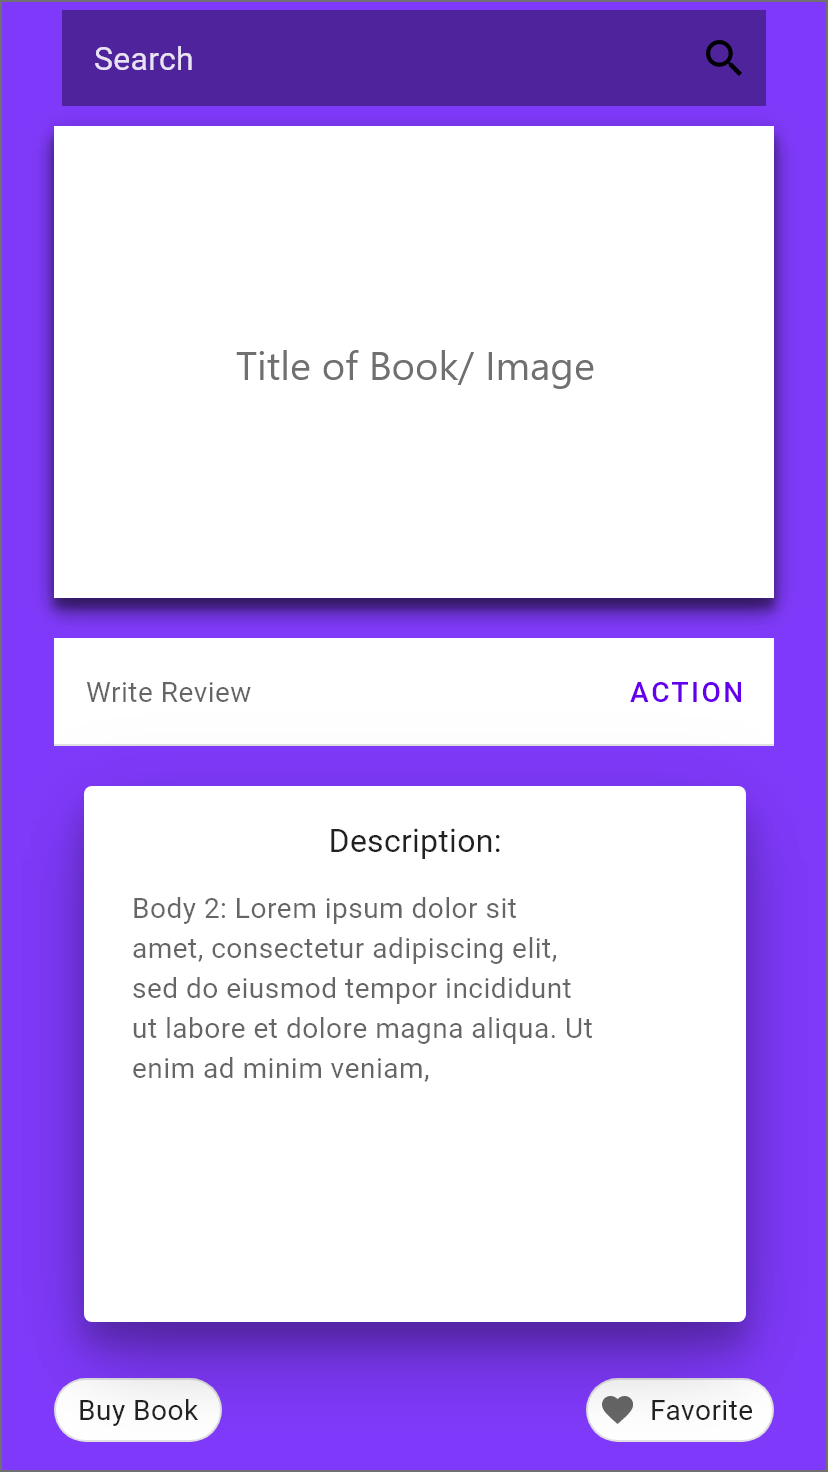 Search
Title of Book/ Image
Write Review
ACTION
Description:
Body 2: Lorem ipsum dolor sit
amet, consectetur adipiscing elit,
sed do eiusmod tempor incididunt
ut labore et dolore magna aliqua. Ut
enim ad minim veniam,
Buy Book
Favorite